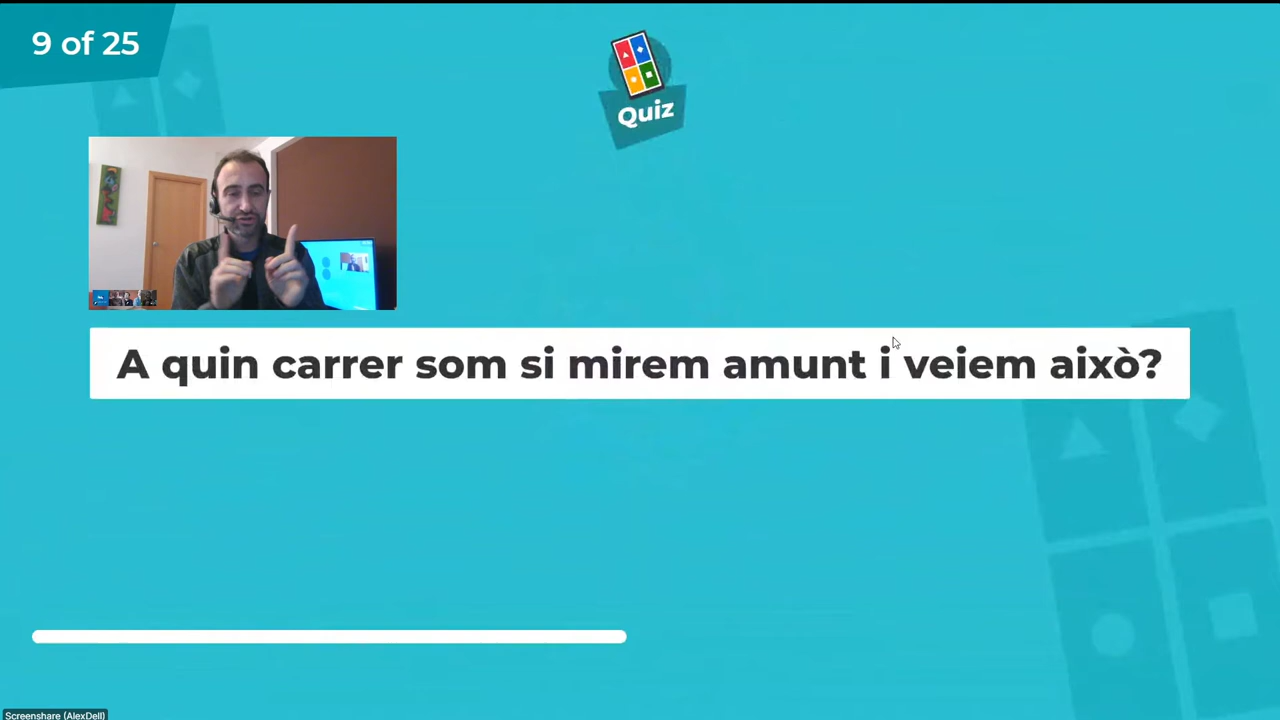 9 of 25
Quiz
A quin carrer som si mirem amunt i veiem això?
Screenshare (AlexDell)